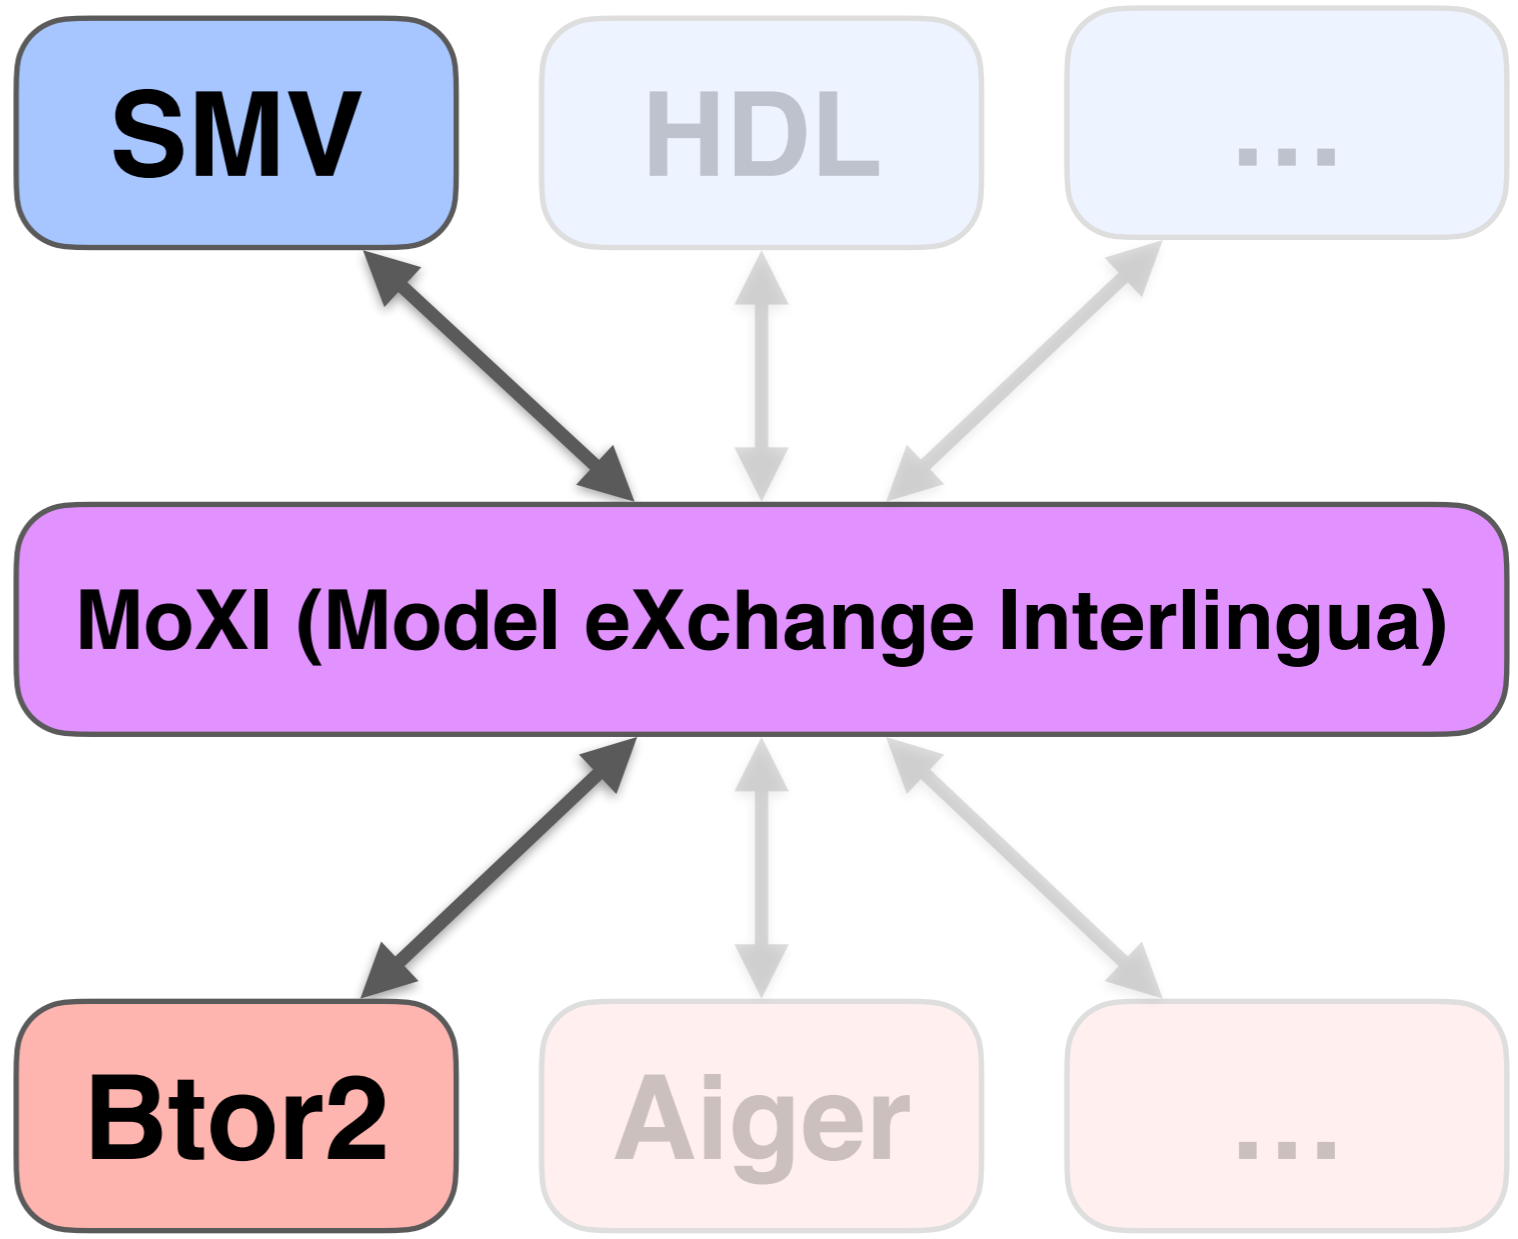 SMV
HDL
...
MoXI (Model eXchange Interlingua)
Btor2
Aiger
...